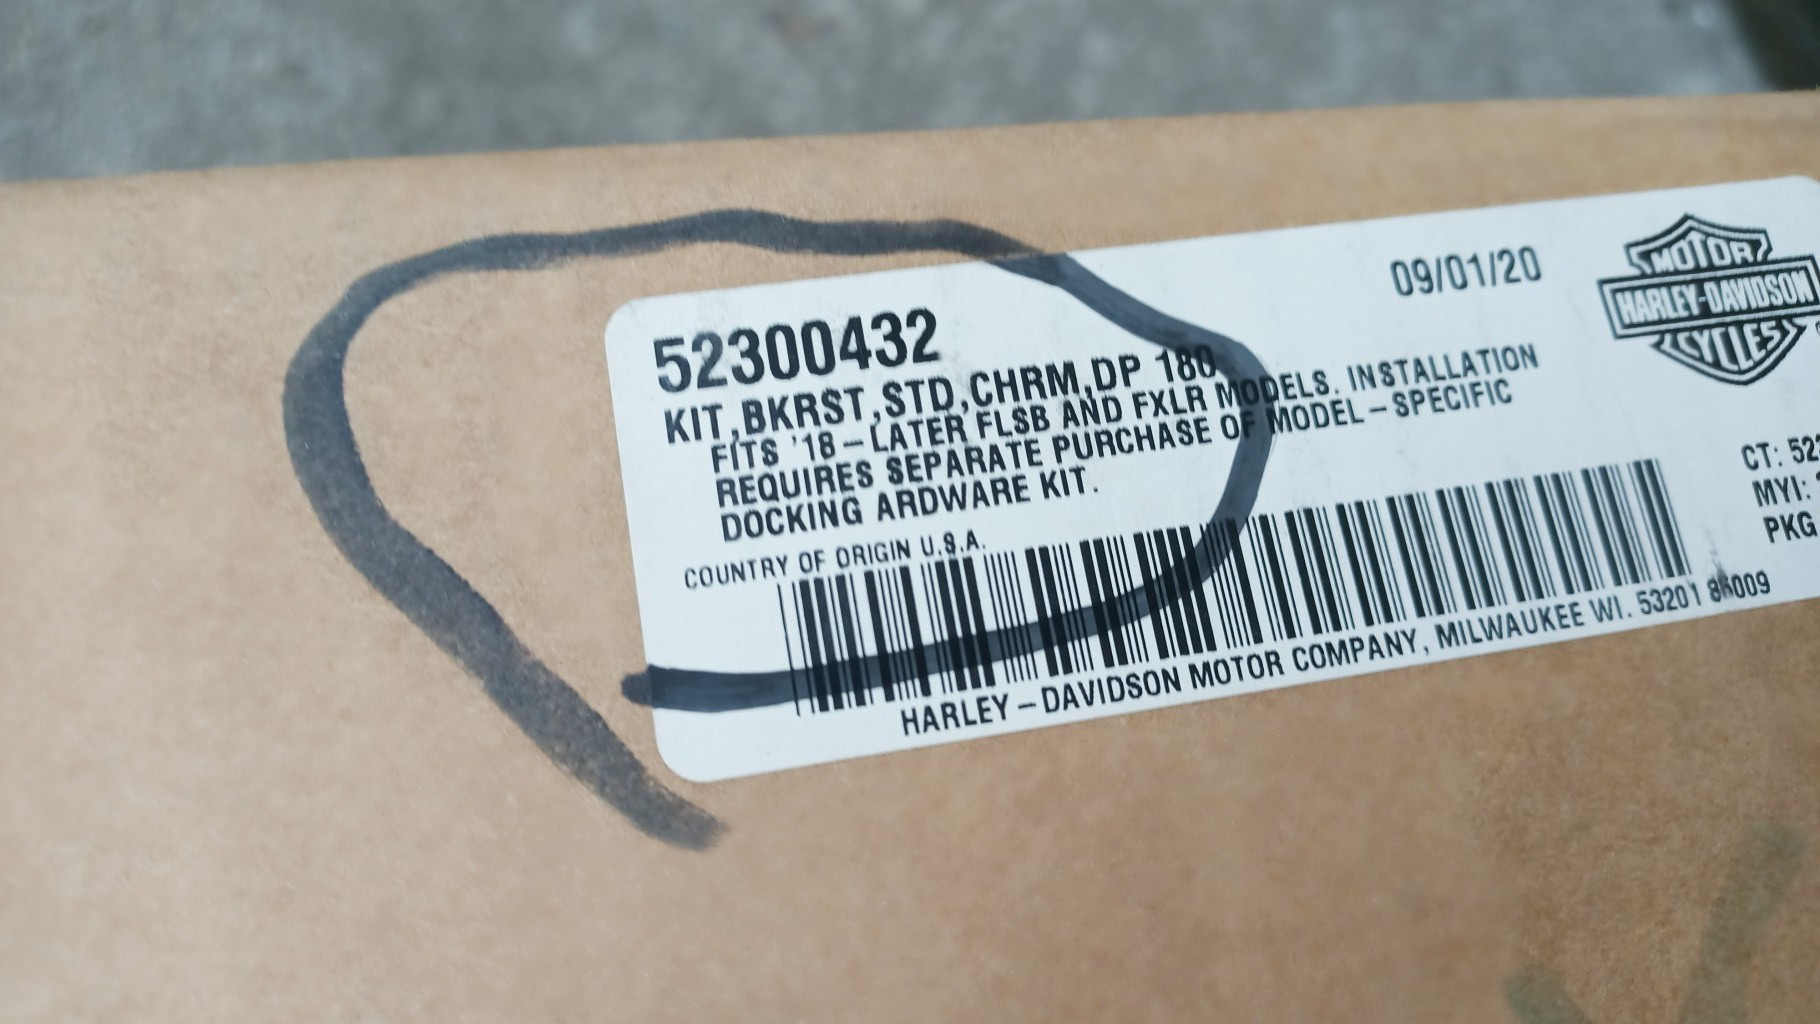 09/01/20
MOTOR
HARLEY-DAVIDSON
CYCLES
52300432
KIT,BKRST,STD,CHRM,DP 180
FITS '18-LATER FLSB AND FXLR MODELS. INSTALLATION
REQUIRES SEPARATE PURCHASE OF MODEL-SPECIFIC
DOCKING ARDWARE KIT.
COUNTRY OF ORIGIN U.S.A.
CT:
MYI:
PKG
HARLEY-DAVIDSON MOTOR COMPANY, MILWAUKEE WI. 53201